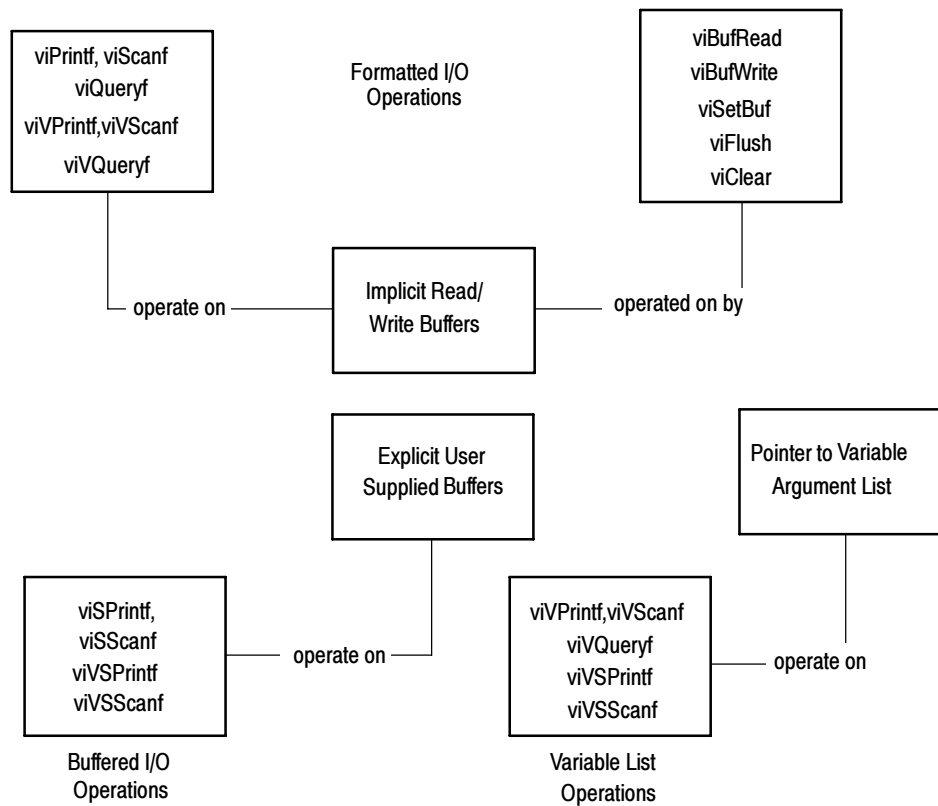 viPrintf, viScanf
viQueryf
viVPrintf,viVScanf
viVQueryf
Formatted I/O
Operations
viBufRead
viBufWrite
viSetBuf
viFlush
viClear
operate on
Implicit Read/
Write Buffers
operated on by
Explicit User
Supplied Buffers
Pointer to Variable
Argument List
viSPrintf,
viSScanf
viVSPrintf
viVSScanf
operate on
viVPrintf,viVScanf
viVQueryf
viVSPrintf
viVSScanf
operate on
Buffered I/O
Operations
Variable List
Operations